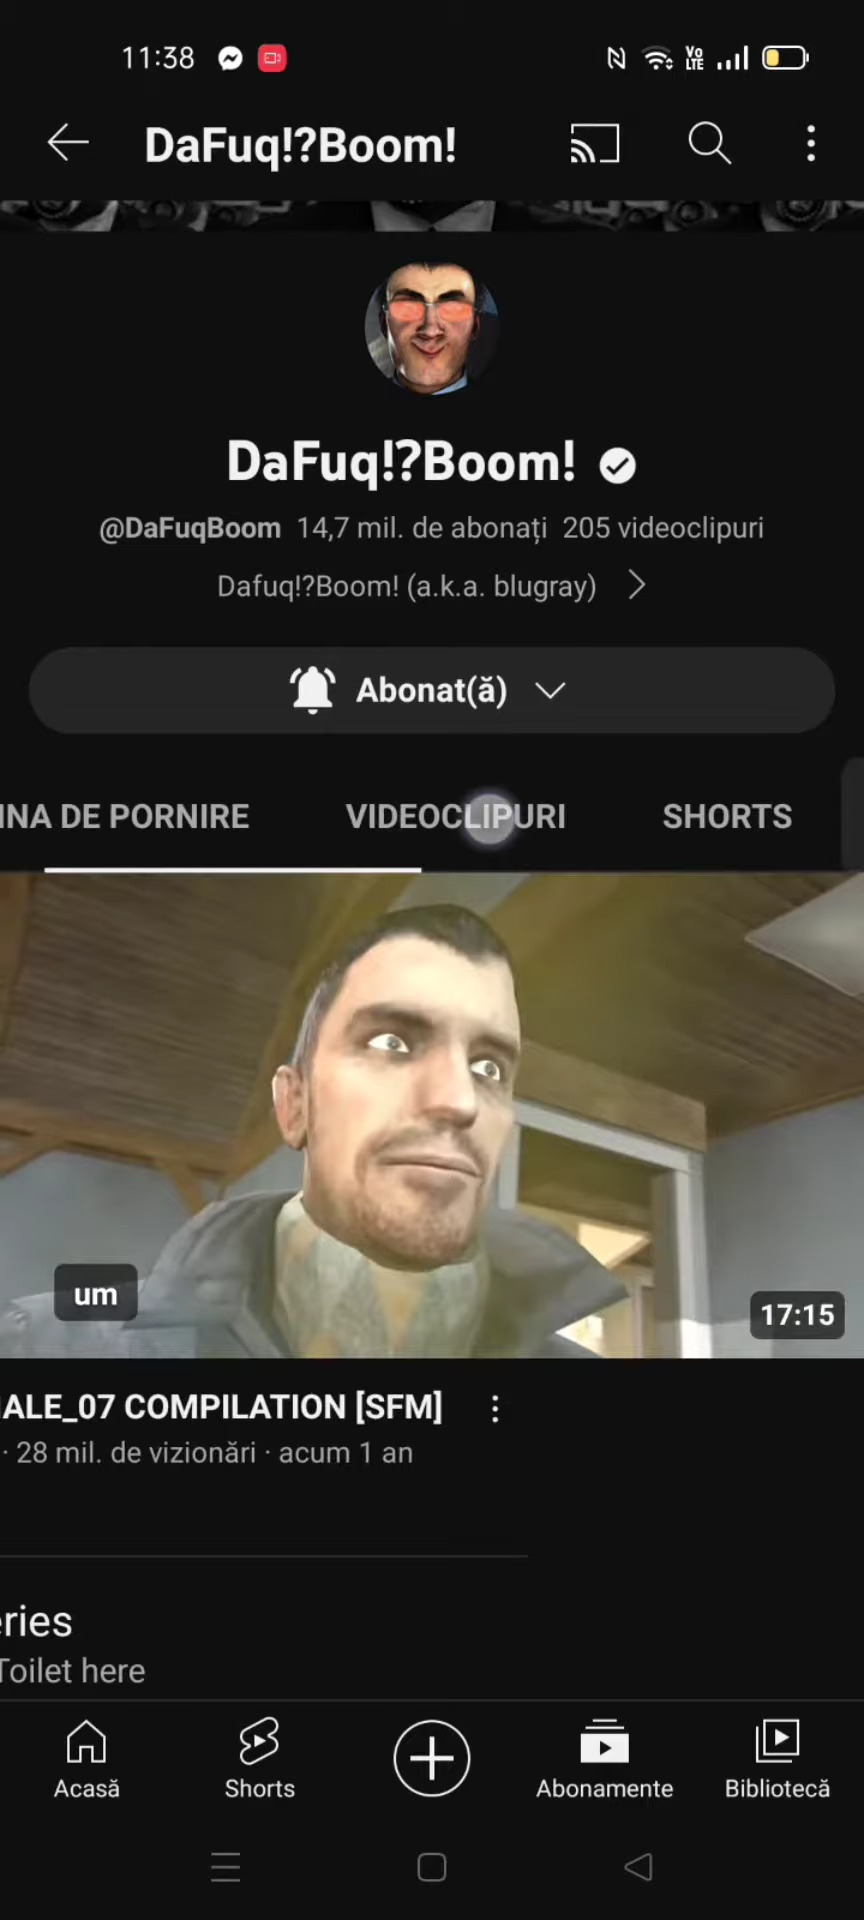 11:38
Vo LTE
DaFuq!?Boom!
DaFuq!?Boom!
@DaFuqBoom 14,7 mil. de abonați 205 videoclipuri
Dafuq!?Boom! (a.k.a. blugray)
Abonat(ă)
INA DE PORNIRE VIDEOCLIPURI SHORTS
um
17:15
ALE_07 COMPILATION [SFM]
· 28 mil. de vizionări · acum 1 an
eries
Toilet here
Acasă Shorts Abonamente Bibliotecă